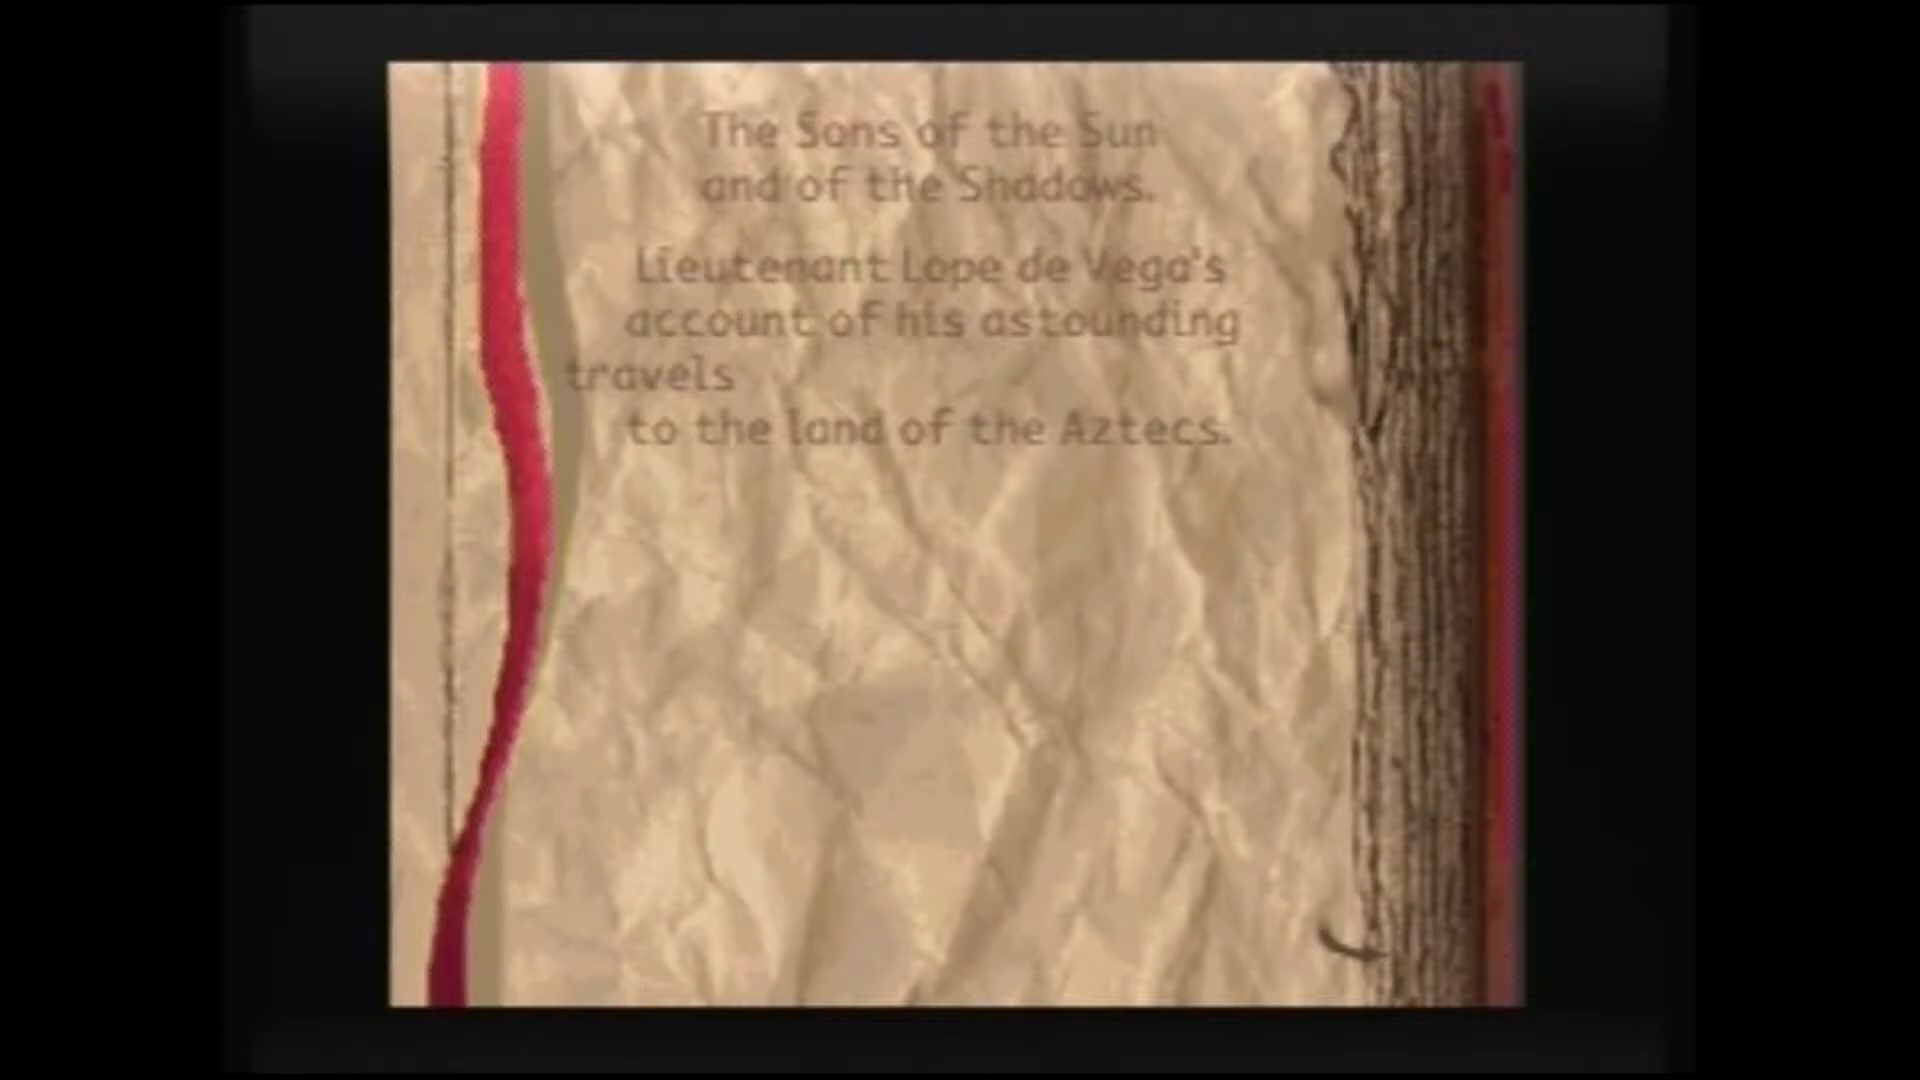 The Sons of the Sun
and of the Shadows.
Lieutenant Lope de Vega's
account of his astounding
travels
to the land of the Aztecs.